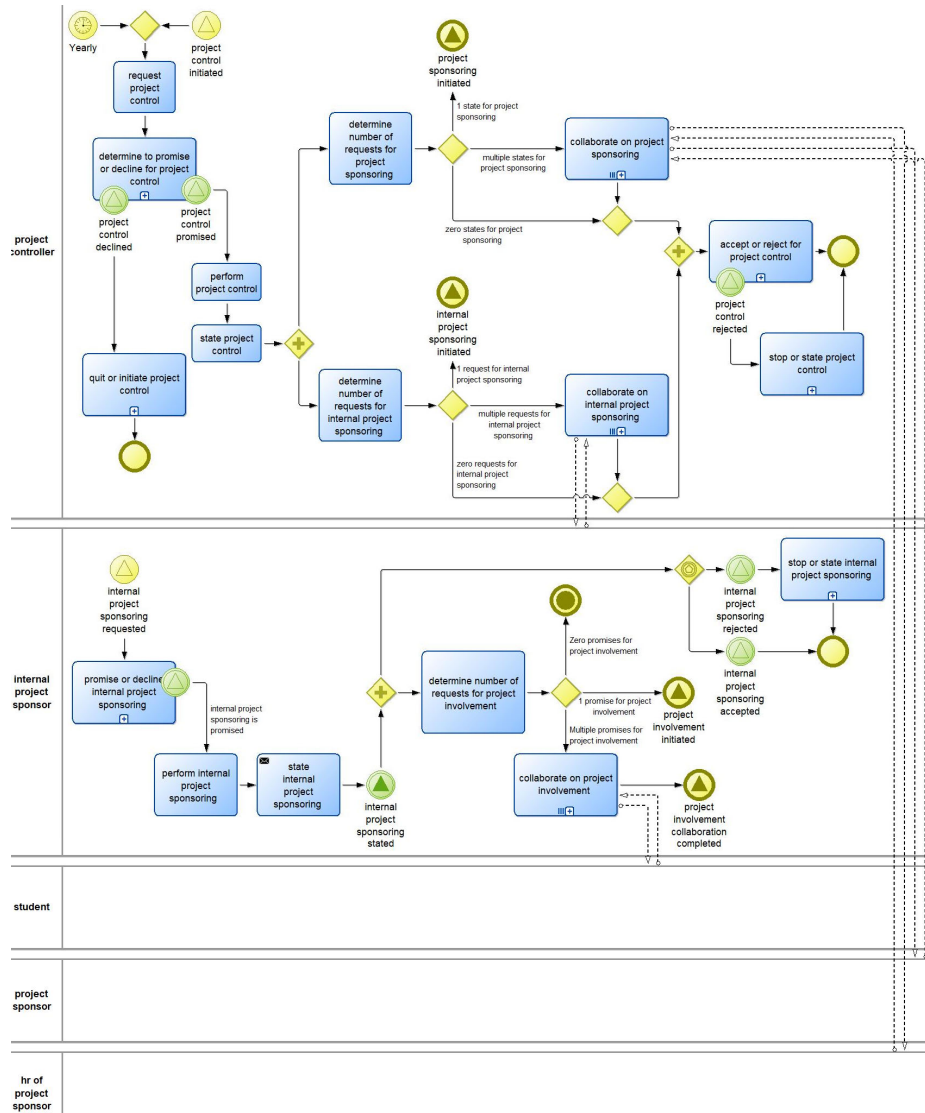 Yearly
project
control
initiated
request
project
control
determine to promise
or decline for project
control
project
control
declined
project
control
promised
perform
project control
state project
control
quit or initiate project
control
project
controller
determine
number of
requests for
project
sponsoring
project
sponsoring
initiated
1 state for project
sponsoring
multiple states for
project sponsoring
zero states for project
sponsoring
collaborate on project
sponsoring
determine
number of
requests for
internal project
sponsoring
internal
project
sponsoring
initiated
1 request for internal
project sponsoring
multiple requests for
internal project
sponsoring
zero requests for
internal project
sponsoring
collaborate on
internal project
sponsoring
accept or reject for
project control
project
control
rejected
stop or state project
control
internal
project
sponsor
internal
project
sponsoring
requested
promise or decline
internal project
sponsoring
internal project
sponsoring is
promised
perform internal
project
sponsoring
state
internal
project
sponsoring
internal
project
sponsoring
stated
determine number of
requests for project
involvement
Zero promises for
project involvement
1 promise for project
involvement
Multiple promises for
project involvement
project
involvement
initiated
collaborate on project
involvement
project
involvement
collaboration
completed
internal
project
sponsoring
rejected
internal
project
sponsoring
accepted
stop or state internal
project sponsoring
student
project
sponsor
hr of
project
sponsor